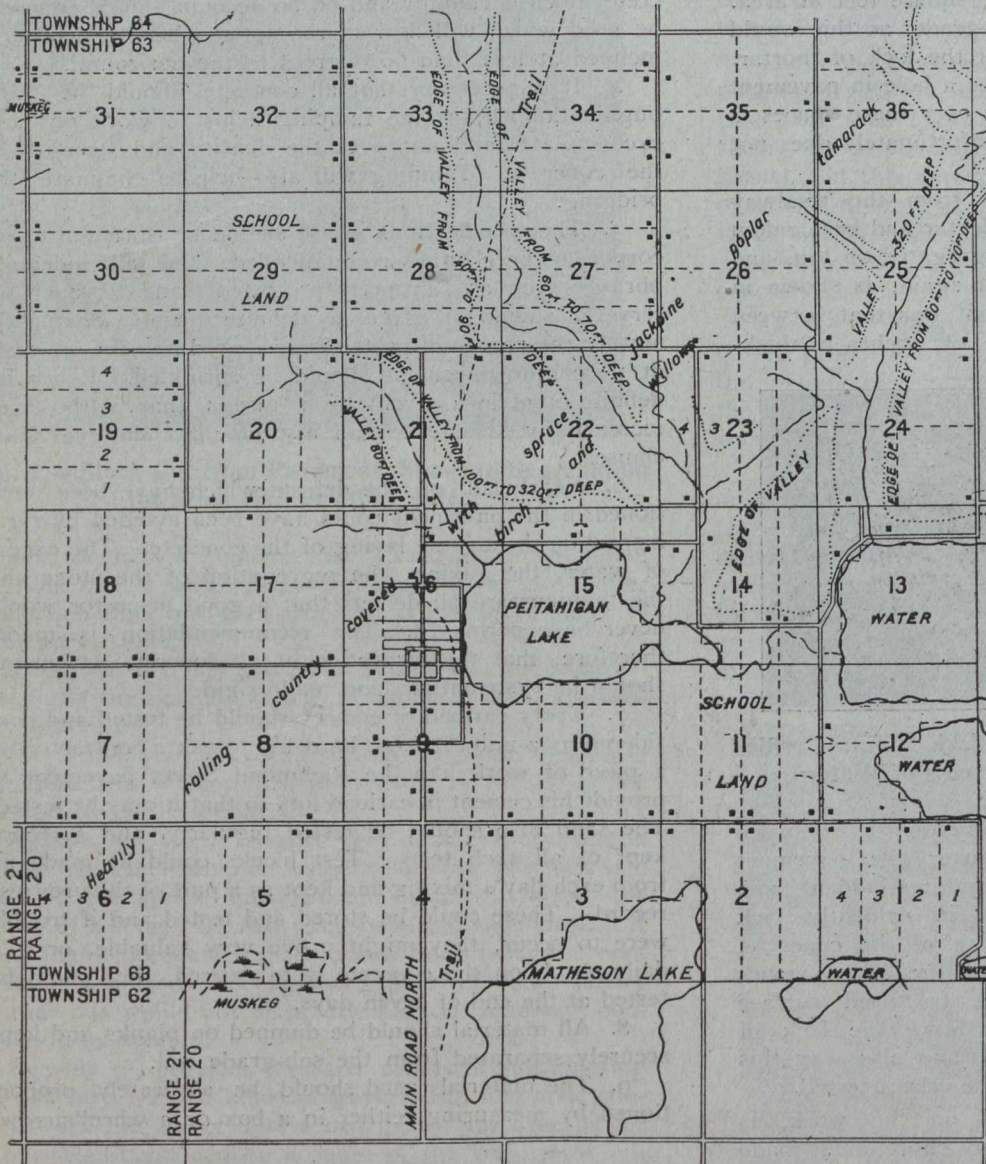 TOWNSHIP 64
TOWNSHIP 63
31
32
33
34
35
36
MUSKEG
EDGE OF VALLEY FROM
60 FT TO 90 FT
EDGE OF VALLEY FROM 60 FT TO 70 FT DEEP
Trail
tamarack
VALLEY 320 FT DEEP
EDGE OF VALLEY FROM 80 FT TO 170 FT DEEP
30
29
28
27
26
25
SCHOOL
LAND
poplar
jackpine
willows
4
3
19
2
1
20
21
22
4
3
23
24
VALLEY 80 FT DEEP
EDGE OF VALLEY FROM 100 FT TO 320 FT DEEP
DEEP
spruce
and
birch
with
EDGE OF VALLEY
18
17
16
15
14
13
covered
PEITAHIGAN
LAKE
WATER
country
rolling
Heavily
SCHOOL
LAND
7
8
9
10
11
12
WATER
4
3
6
2
1
5
4
3
2
4
3
1
2
1
RANGE 21
RANGE 20
TOWNSHIP 63
TOWNSHIP 62
MUSKEG
MATHESON LAKE
WATER
WATER
RANGE 21
RANGE 20
MAIN ROAD NORTH
Trail